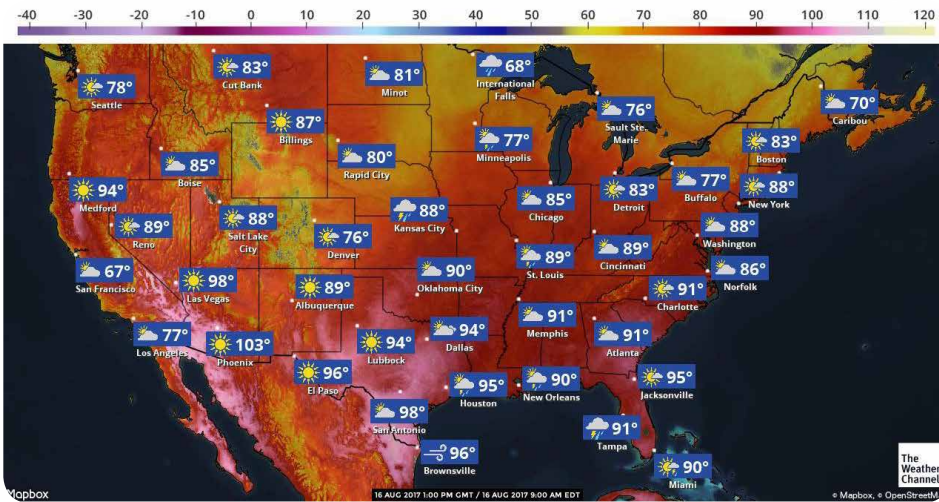 -40 -30 -20 -10 0 10 20 30 40 50 60 70 80 90 100 110 120
78°
Seattle
83°
Cut Bank
81°
Minot
68°
International
Falls
76°
Sault Ste.
Marie
70°
Caribou
87°
Billings
77°
Minneapolis
83°
Boston
85°
Boise
80°
Rapid City
94°
Medford
85°
Chicago
83°
Detroit
77°
Buffalo
88°
New York
89°
Reno
88°
Salt Lake
City
76°
Denver
88°
Kansas City
89°
St. Louis
89°
Cincinnati
88°
Washington
67°
San Francisco
98°
Las Vegas
89°
Albuquerque
90°
Oklahoma City
91°
Charlotte
86°
Norfolk
77°
Los Angeles
103°
Phoenix
94°
Lubbock
94°
Dallas
91°
Memphis
91°
Atlanta
96°
El Paso
95°
Houston
90°
New Orleans
95°
Jacksonville
98°
San Antonio
91°
Tampa
96°
Brownsville
90°
Miami
The
Weather
Channel
Mapbox
16 AUG 2017 1:00 PM GMT / 16 AUG 2017 9:00 AM EDT
© Mapbox, © OpenStreetM